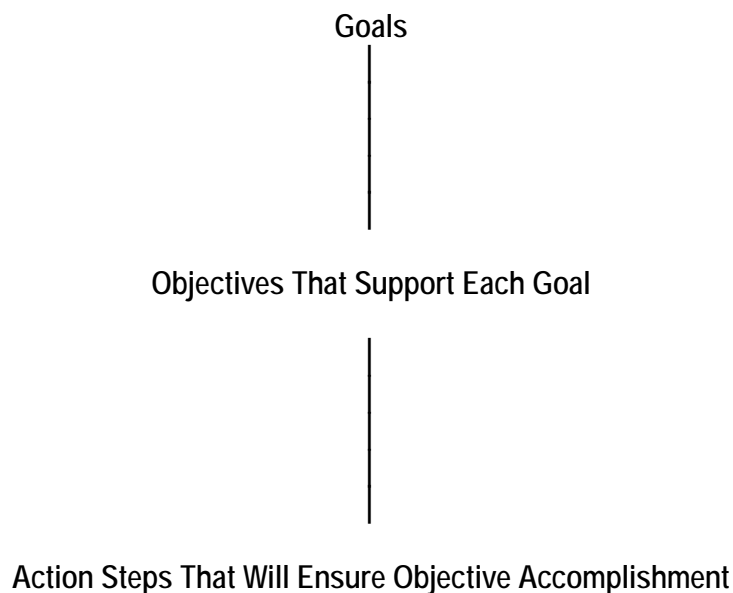 Goals
Objectives That Support Each Goal
Action Steps That Will Ensure Objective Accomplishment